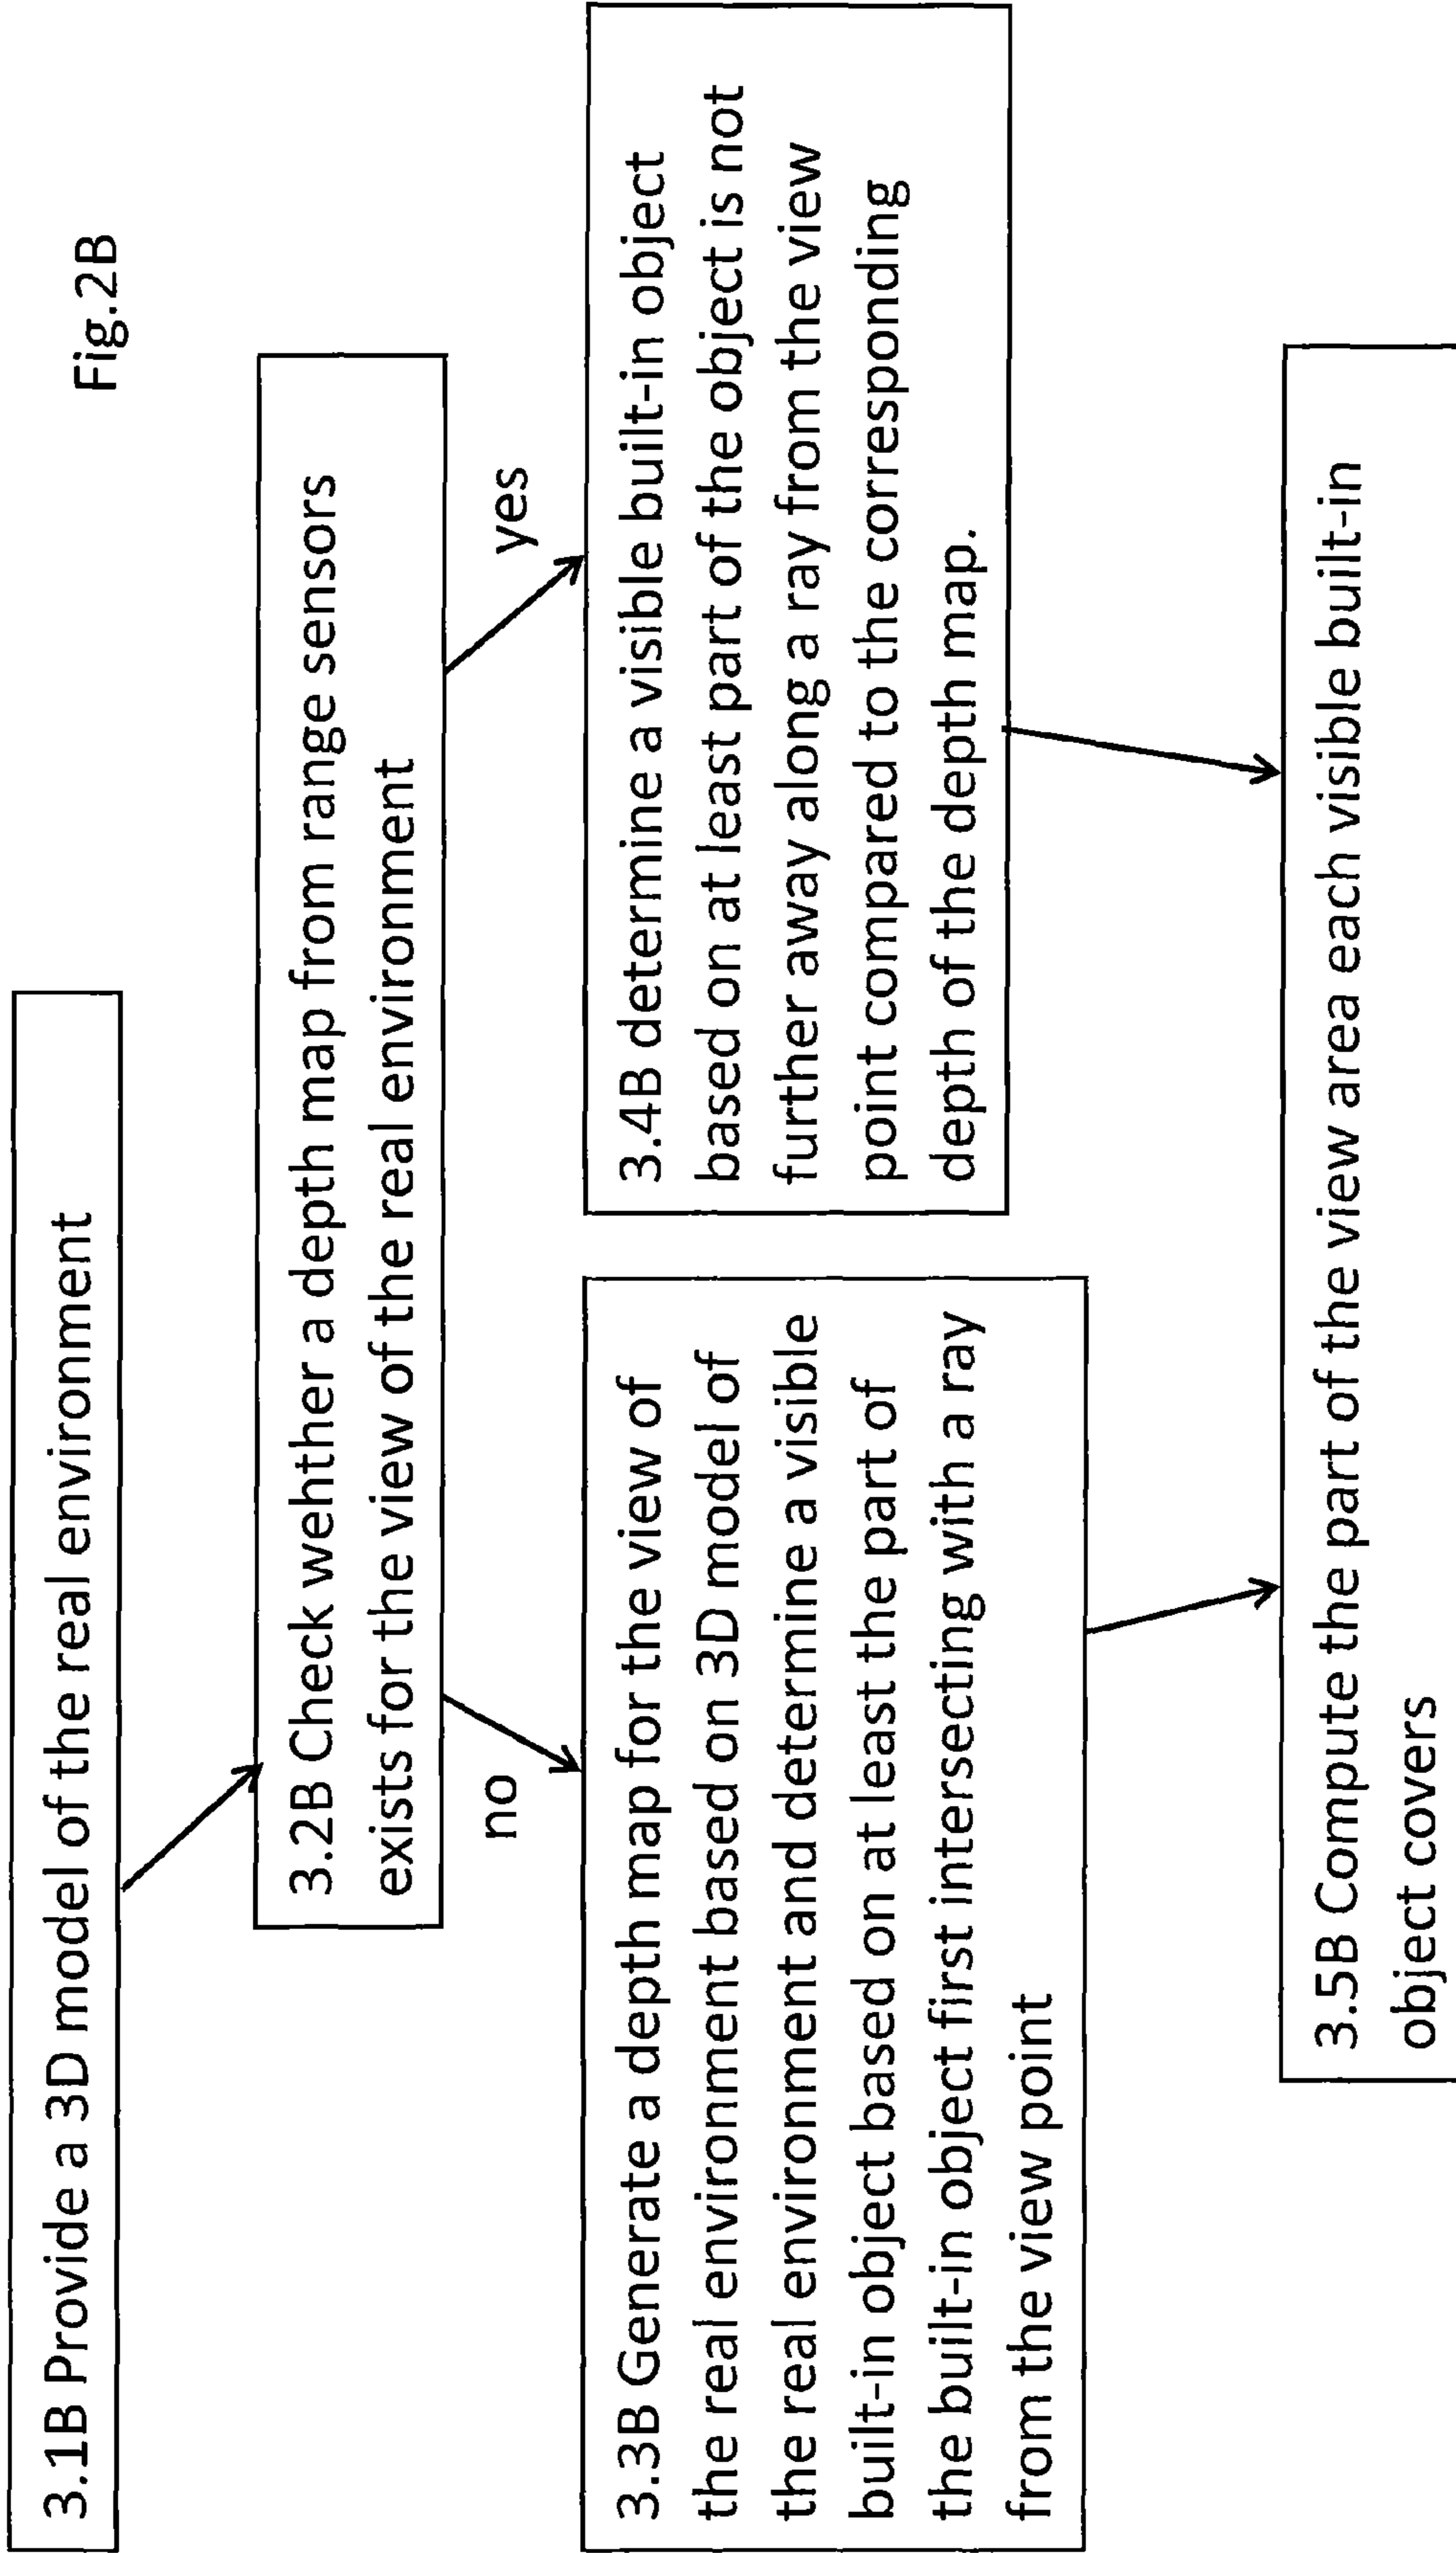 Fig.2B
3.1B Provide a 3D model of the real environment
3.2B Check wehther a depth map from range sensors
exists for the view of the real environment
no
yes
3.3B Generate a depth map for the view of
the real environment based on 3D model of
the real environment and determine a visible
built-in object based on at least the part of
the built-in object first intersecting with a ray
from the view point
3.4B determine a visible built-in object
based on at least part of the object is not
further away along a ray from the view
point compared to the corresponding
depth of the depth map.
3.5B Compute the part of the view area each visible built-in
object covers